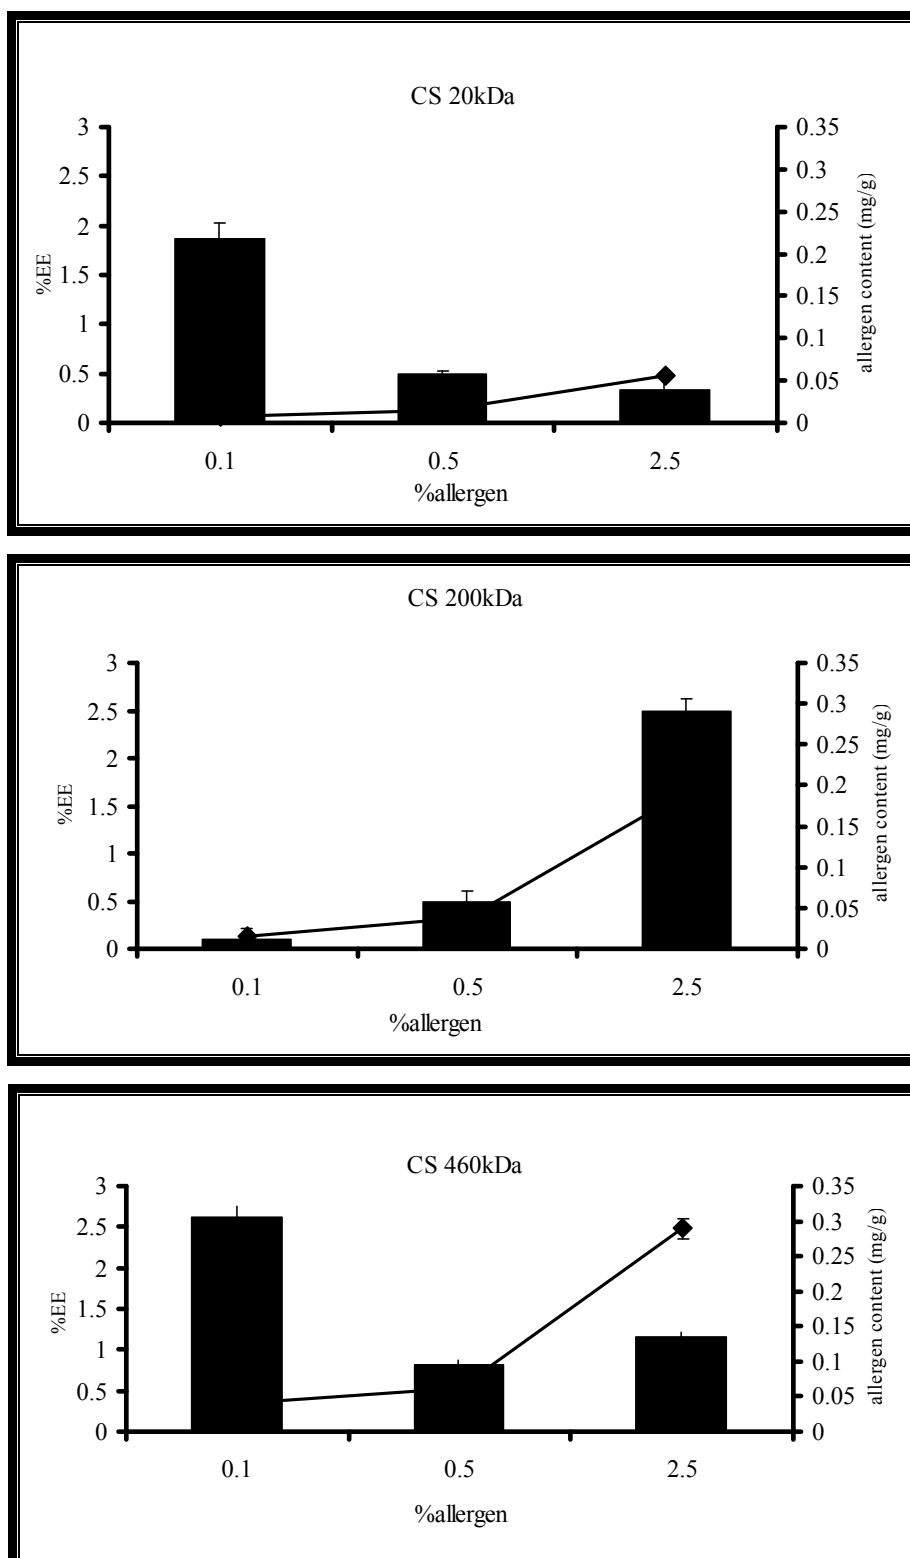 CS 20kDa
3 0.35
2.5 0.3
0.25
2 0.2
1.5 0.15
1 0.1
0.5 0.05
0 0
%EE
allergen content (mg/g)
0.1 0.5 2.5
%allergen
CS 200kDa
3 0.35
2.5 0.3
0.25
2 0.2
1.5 0.15
1 0.1
0.5 0.05
0 0
%EE
allergen content (mg/g)
0.1 0.5 2.5
%allergen
CS 460kDa
3 0.35
2.5 0.3
0.25
2 0.2
1.5 0.15
1 0.1
0.5 0.05
0 0
%EE
allergen content (mg/g)
0.1 0.5 2.5
%allergen